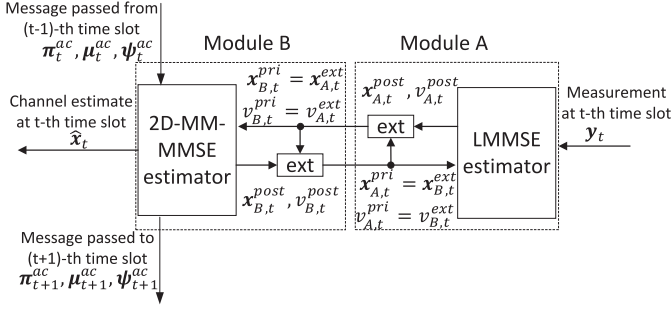 Message passed from
(t-1)-th time slot
π_t^{ac}, μ_t^{ac}, ψ_t^{ac}
Module B
Module A
x_{B,t}^{pri} = x_{A,t}^{ext}
v_{B,t}^{pri} = v_{A,t}^{ext}
x_{A,t}^{post}, v_{A,t}^{post}
Measurement
at t-th time slot
y_t
Channel estimate
at t-th time slot
x̂_t
2D-MM-
MMSE
estimator
ext
ext
LMMSE
estimator
x_{B,t}^{post}, v_{B,t}^{post}
x_{A,t}^{pri} = x_{B,t}^{ext}
v_{A,t}^{pri} = v_{B,t}^{ext}
Message passed to
(t+1)-th time slot
π_{t+1}^{ac}, μ_{t+1}^{ac}, ψ_{t+1}^{ac}